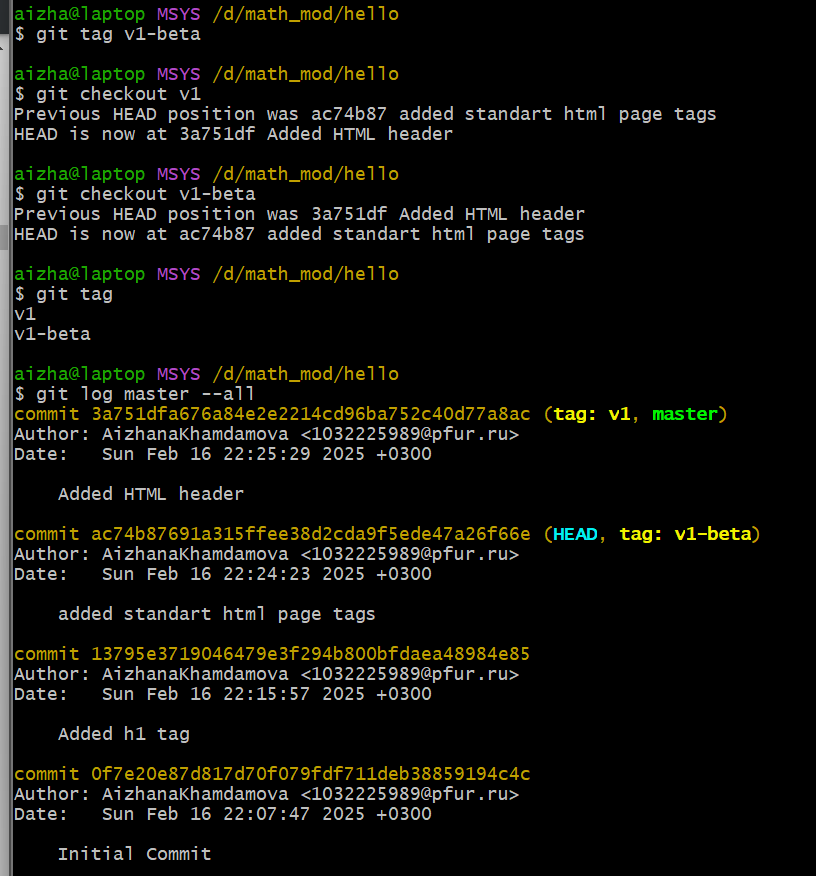 aizha@laptop MSYS /d/math_mod/hello
$ git tag v1-beta
aizha@laptop MSYS /d/math_mod/hello
$ git checkout v1
Previous HEAD position was ac74b87 added standart html page tags
HEAD is now at 3a751df Added HTML header
aizha@laptop MSYS /d/math_mod/hello
$ git checkout v1-beta
Previous HEAD position was 3a751df Added HTML header
HEAD is now at ac74b87 added standart html page tags
aizha@laptop MSYS /d/math_mod/hello
$ git tag
v1
v1-beta
aizha@laptop MSYS /d/math_mod/hello
$ git log master --all
commit 3a751dfa676a84e2e2214cd96ba752c40d77a8ac (tag: v1, master)
Author: AizhanaKhamdamova <1032225989@pfur.ru>
Date:   Sun Feb 16 22:25:29 2025 +0300
    Added HTML header
commit ac74b87691a315ffee38d2cda9f5ede47a26f66e (HEAD, tag: v1-beta)
Author: AizhanaKhamdamova <1032225989@pfur.ru>
Date:   Sun Feb 16 22:24:23 2025 +0300
    added standart html page tags
commit 13795e3719046479e3f294b800bfdaea48984e85
Author: AizhanaKhamdamova <1032225989@pfur.ru>
Date:   Sun Feb 16 22:15:57 2025 +0300
    Added h1 tag
commit 0f7e20e87d817d70f079fdf711deb38859194c4c
Author: AizhanaKhamdamova <1032225989@pfur.ru>
Date:   Sun Feb 16 22:07:47 2025 +0300
    Initial Commit